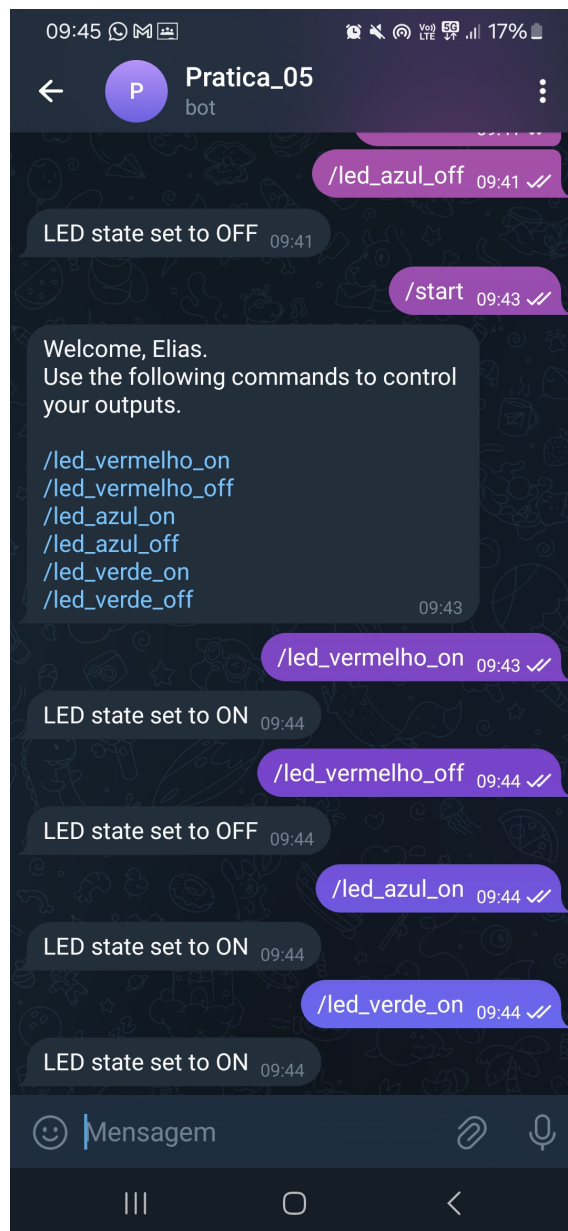 09:45
Vo)) LTE 5G 17%
P
Pratica_05
bot
/led_azul_off 09:41
LED state set to OFF 09:41
/start 09:43
Welcome, Elias.
Use the following commands to control
your outputs.
/led_vermelho_on
/led_vermelho_off
/led_azul_on
/led_azul_off
/led_verde_on
/led_verde_off
09:43
/led_vermelho_on 09:43
LED state set to ON 09:44
/led_vermelho_off 09:44
LED state set to OFF 09:44
/led_azul_on 09:44
LED state set to ON 09:44
/led_verde_on 09:44
LED state set to ON 09:44
Mensagem